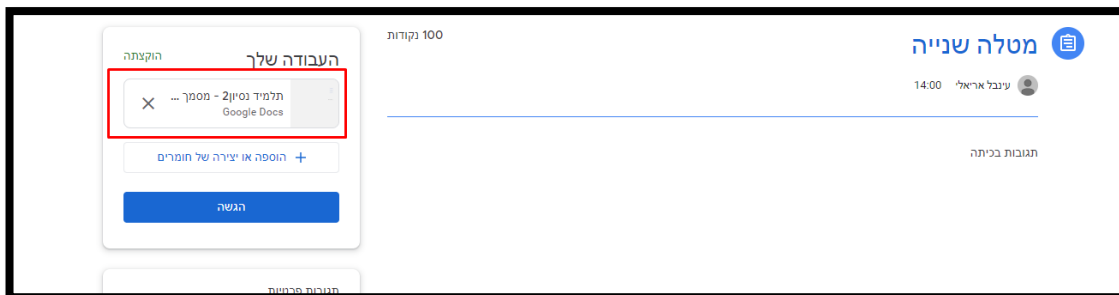 מטלה שנייה
עינבל אריאלי 14:00
100 נקודות
תגובות בכיתה
העבודה שלך
הוקצתה
תלמיד נסיון2 - מסמך ...
Google Docs
+ הוספה או יצירה של חומרים
הגשה
תגובות פרטיות